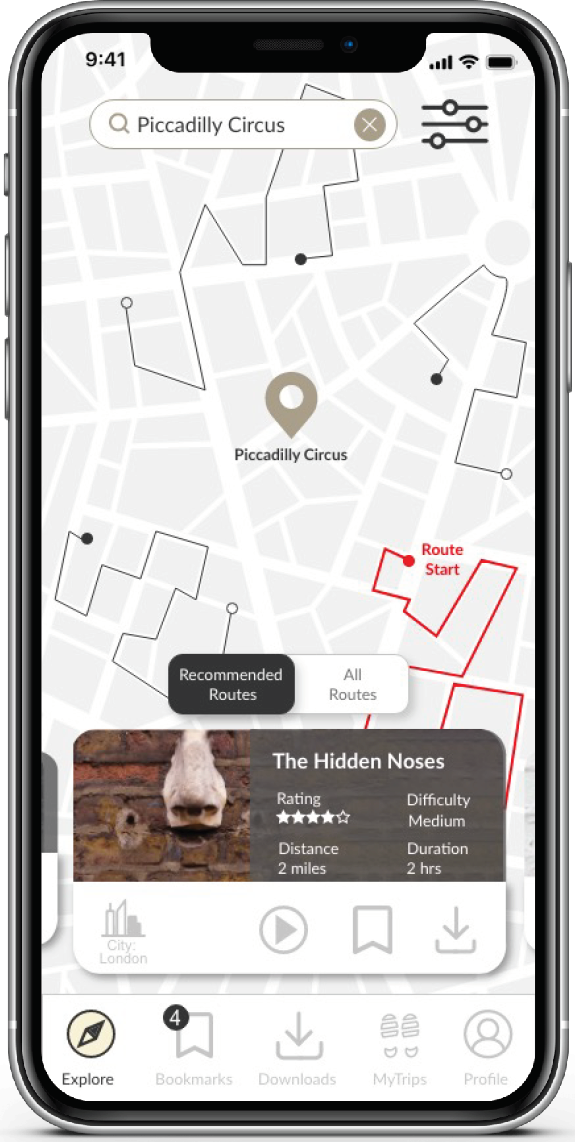 9:41
Piccadilly Circus
Piccadilly Circus
Route
Start
Recommended
Routes
All
Routes
The Hidden Noses
Rating
Difficulty
Medium
Distance
2 miles
Duration
2 hrs
City:
London
4
Explore
Bookmarks
Downloads
MyTrips
Profile